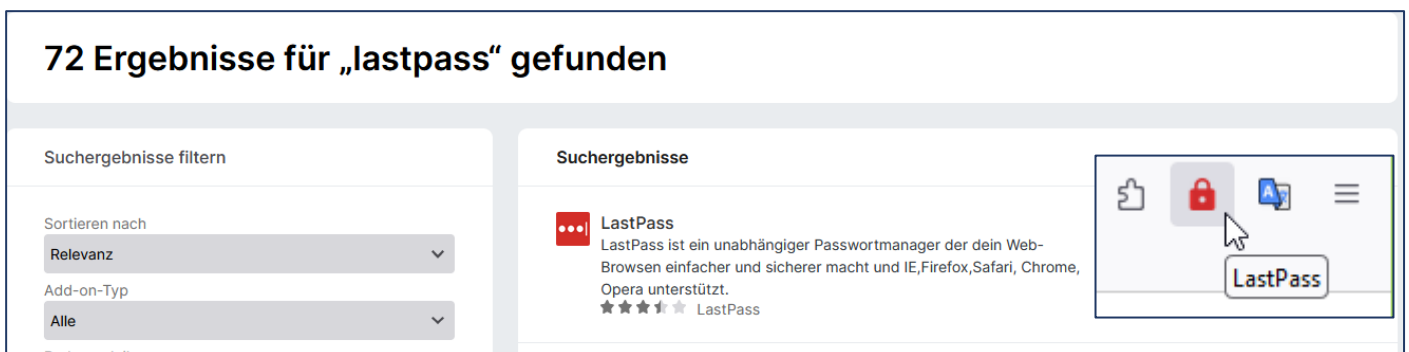 72 Ergebnisse für „lastpass“ gefunden
Suchergebnisse filtern
Sortieren nach
Relevanz
Add-on-Typ
Alle
Suchergebnisse
LastPass
LastPass ist ein unabhängiger Passwortmanager der dein Web-
Browsen einfacher und sicherer macht und IE,Firefox,Safari, Chrome,
Opera unterstützt.
LastPass
LastPass